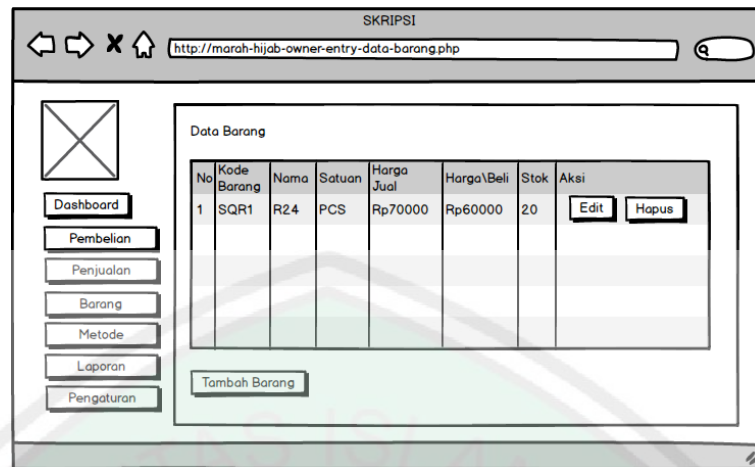 SKRIPSI
http://marah-hijab-owner-entry-data-barang.php
Data Barang
No Kode Barang Nama Satuan Harga Jual Harga\Beli Stok Aksi
1 SQR1 R24 PCS Rp70000 Rp60000 20 Edit Hapus
Dashboard
Pembelian
Penjualan
Barang
Metode
Laporan
Pengaturan
Tambah Barang